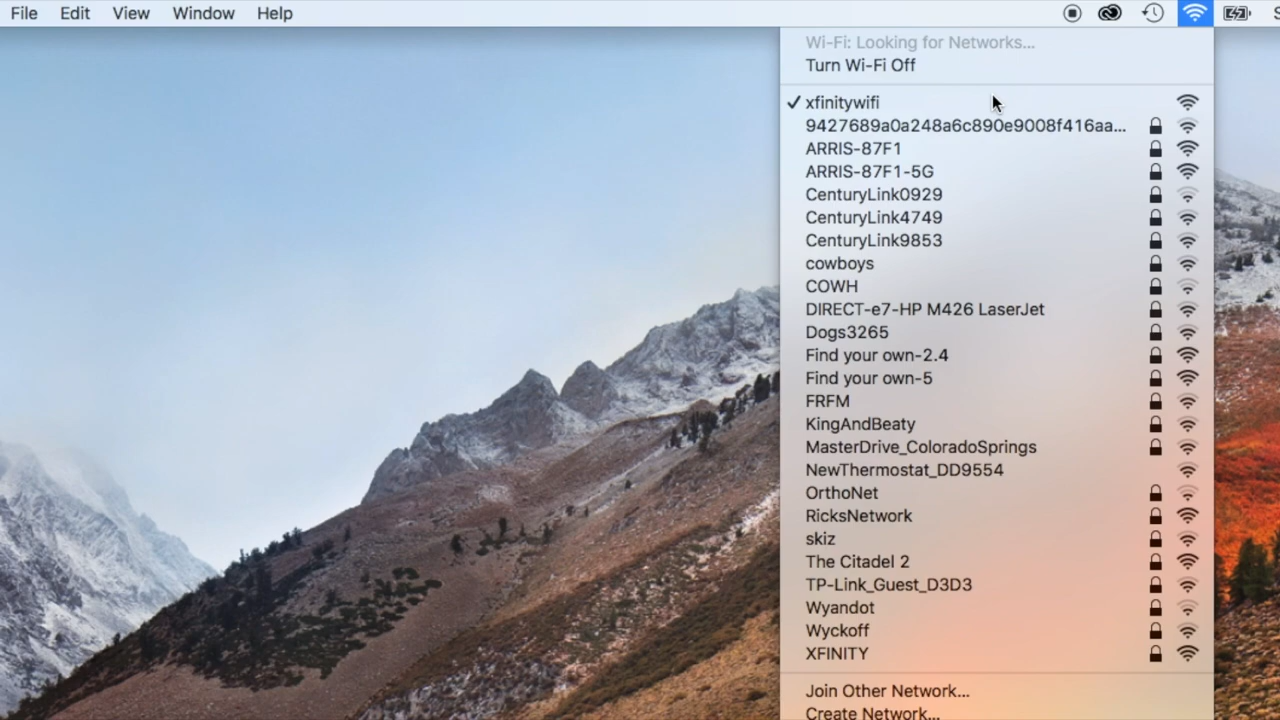 File Edit View Window Help
Wi-Fi: Looking for Networks...
Turn Wi-Fi Off
xfinitywifi
9427689a0a248a6c890e9008f416aa...
ARRIS-87F1
ARRIS-87F1-5G
CenturyLink0929
CenturyLink4749
CenturyLink9853
cowboys
COWH
DIRECT-e7-HP M426 LaserJet
Dogs3265
Find your own-2.4
Find your own-5
FRFM
KingAndBeaty
MasterDrive_ColoradoSprings
NewThermostat_DD9554
OrthoNet
RicksNetwork
skiz
The Citadel 2
TP-Link_Guest_D3D3
Wyandot
Wyckoff
XFINITY
Join Other Network...
Create Network...